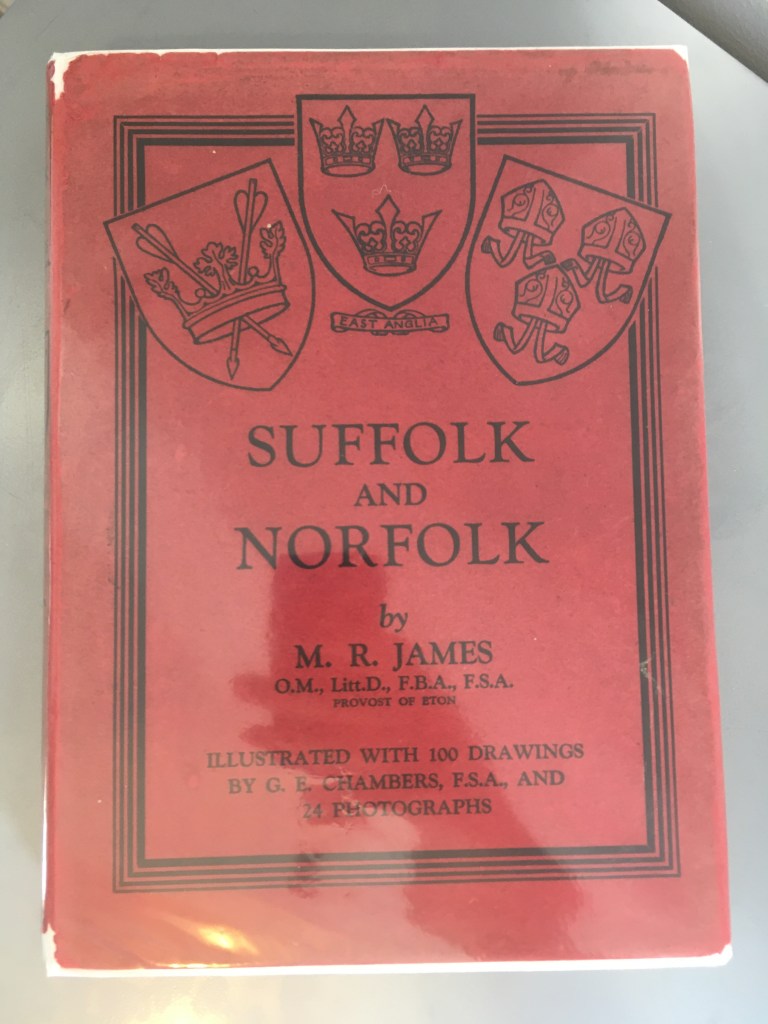 EAST ANGLIA
SUFFOLK
AND
NORFOLK
by
M. R. JAMES
O.M., Litt.D., F.B.A., F.S.A.
PROVOST OF ETON
ILLUSTRATED WITH 100 DRAWINGS
BY G. E. CHAMBERS, F.S.A., AND
24 PHOTOGRAPHS